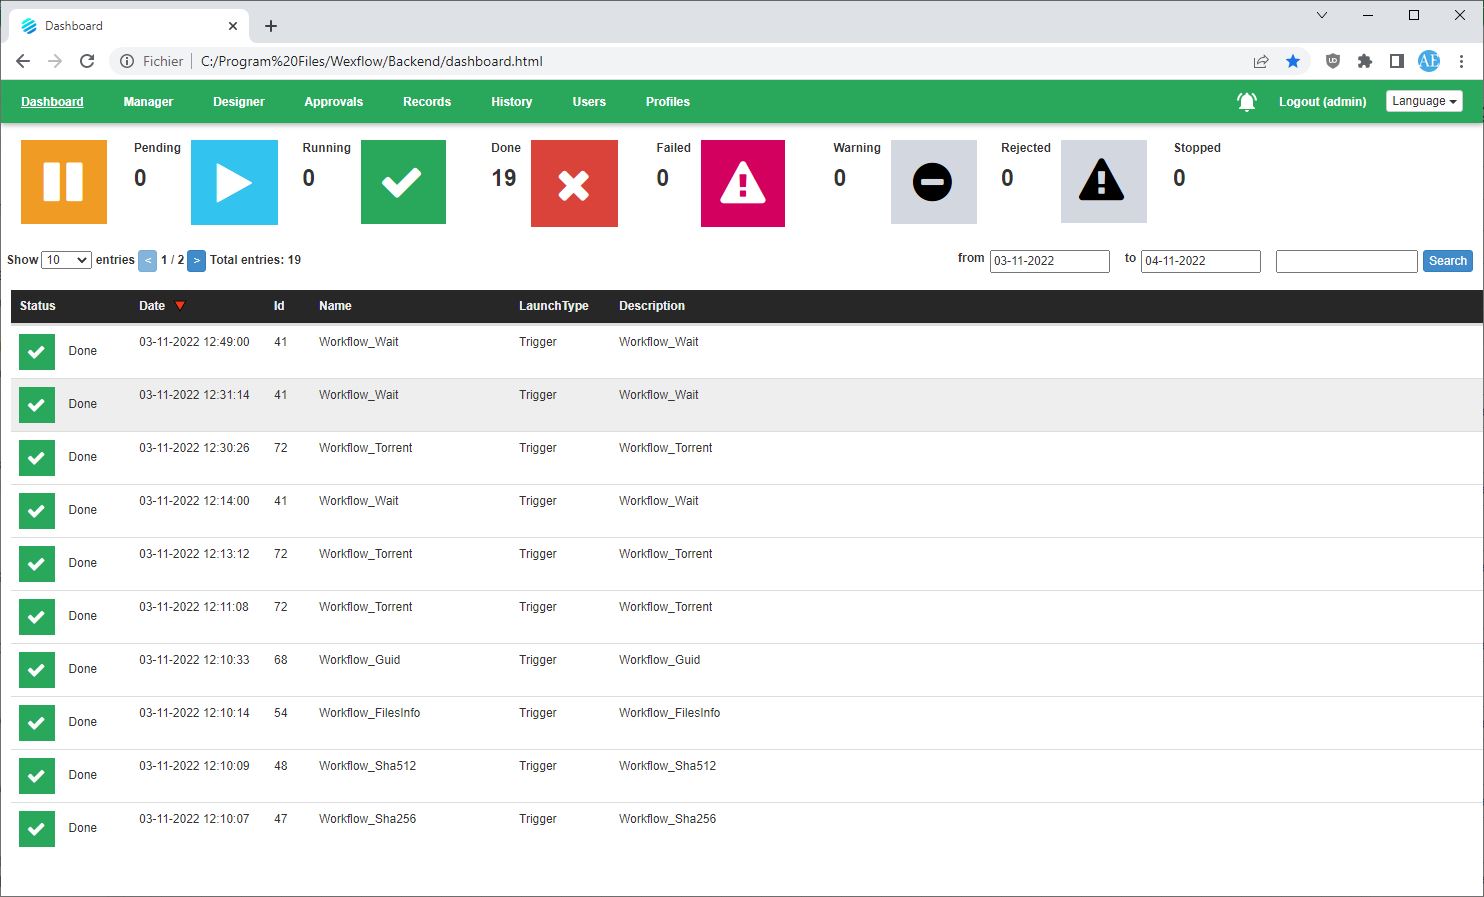 Dashboard
Fichier C:/Program%20Files/Wexflow/Backend/dashboard.html
Dashboard Manager Designer Approvals Records History Users Profiles Logout (admin) Language
Pending Running Done Failed Warning Rejected Stopped
0 0 19 0 0 0 0
Show 10 entries < 1 / 2 > Total entries: 19 from 03-11-2022 to 04-11-2022 Search
Status Date Id Name LaunchType Description
Done 03-11-2022 12:49:00 41 Workflow_Wait Trigger Workflow_Wait
Done 03-11-2022 12:31:14 41 Workflow_Wait Trigger Workflow_Wait
Done 03-11-2022 12:30:26 72 Workflow_Torrent Trigger Workflow_Torrent
Done 03-11-2022 12:14:00 41 Workflow_Wait Trigger Workflow_Wait
Done 03-11-2022 12:13:12 72 Workflow_Torrent Trigger Workflow_Torrent
Done 03-11-2022 12:11:08 72 Workflow_Torrent Trigger Workflow_Torrent
Done 03-11-2022 12:10:33 68 Workflow_Guid Trigger Workflow_Guid
Done 03-11-2022 12:10:14 54 Workflow_FilesInfo Trigger Workflow_FilesInfo
Done 03-11-2022 12:10:09 48 Workflow_Sha512 Trigger Workflow_Sha512
Done 03-11-2022 12:10:07 47 Workflow_Sha256 Trigger Workflow_Sha256